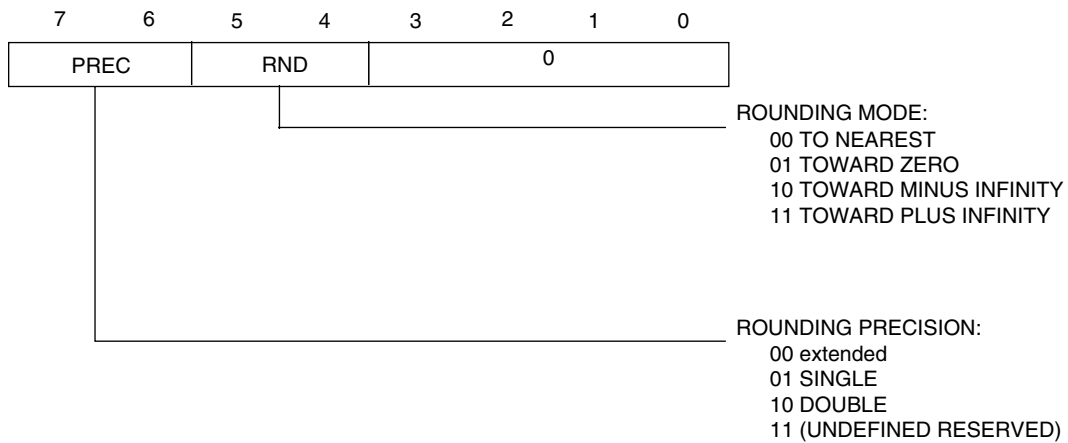 7 6 5 4 3 2 1 0
PREC RND 0
ROUNDING MODE:
00 TO NEAREST
01 TOWARD ZERO
10 TOWARD MINUS INFINITY
11 TOWARD PLUS INFINITY
ROUNDING PRECISION:
00 extended
01 SINGLE
10 DOUBLE
11 (UNDEFINED RESERVED)